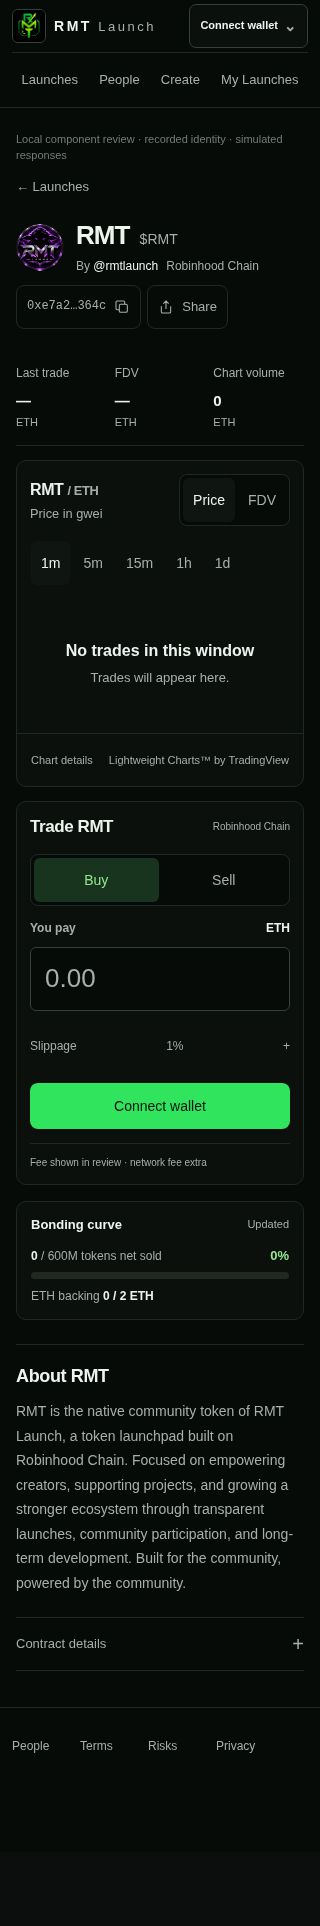 RMT Launch
Connect wallet
Launches People Create My Launches
Local component review · recorded identity · simulated
responses
← Launches
RMT $RMT
By @rmtlaunch Robinhood Chain
0xe7a2…364c Share
Last trade FDV Chart volume
— — 0
ETH ETH ETH
RMT / ETH
Price in gwei
Price FDV
1m 5m 15m 1h 1d
No trades in this window
Trades will appear here.
Chart details Lightweight Charts™ by TradingView
Trade RMT Robinhood Chain
Buy Sell
You pay ETH
0.00
Slippage 1% +
Connect wallet
Fee shown in review · network fee extra
Bonding curve Updated
0 / 600M tokens net sold 0%
ETH backing 0 / 2 ETH
About RMT
RMT is the native community token of RMT
Launch, a token launchpad built on
Robinhood Chain. Focused on empowering
creators, supporting projects, and growing a
stronger ecosystem through transparent
launches, community participation, and long-
term development. Built for the community,
powered by the community.
Contract details +
People Terms Risks Privacy